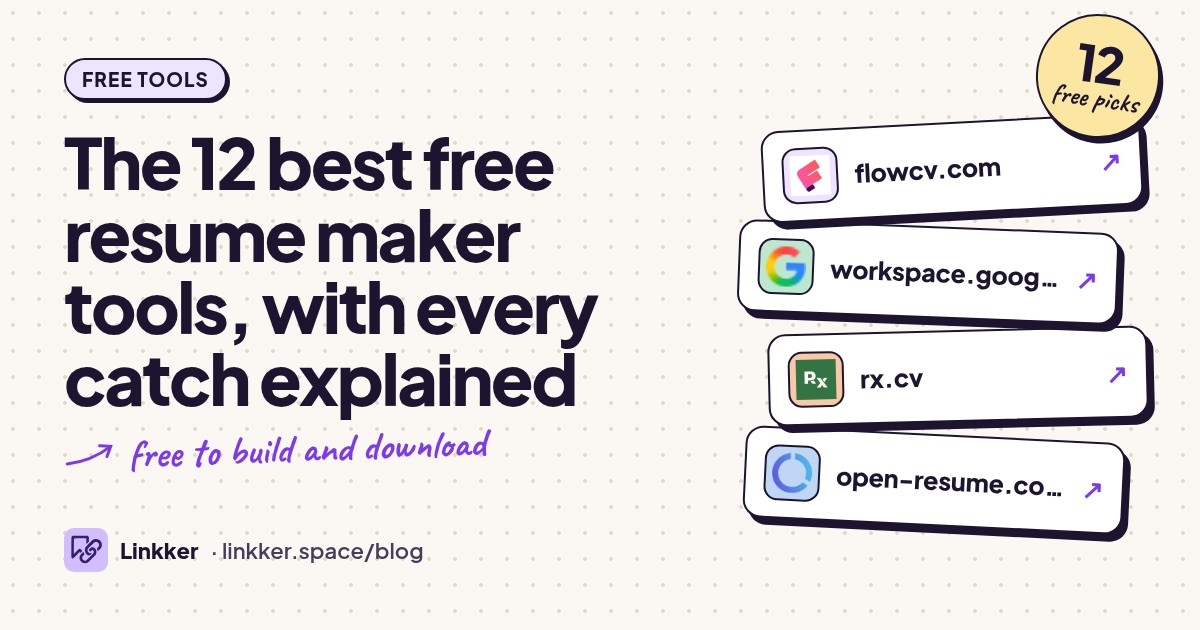 FREE TOOLS
The 12 best free
resume maker
tools, with every
catch explained
free to build and download
Linkker · linkker.space/blog
12
free picks
flowcv.com
workspace.goog...
Rx
rx.cv
open-resume.co...